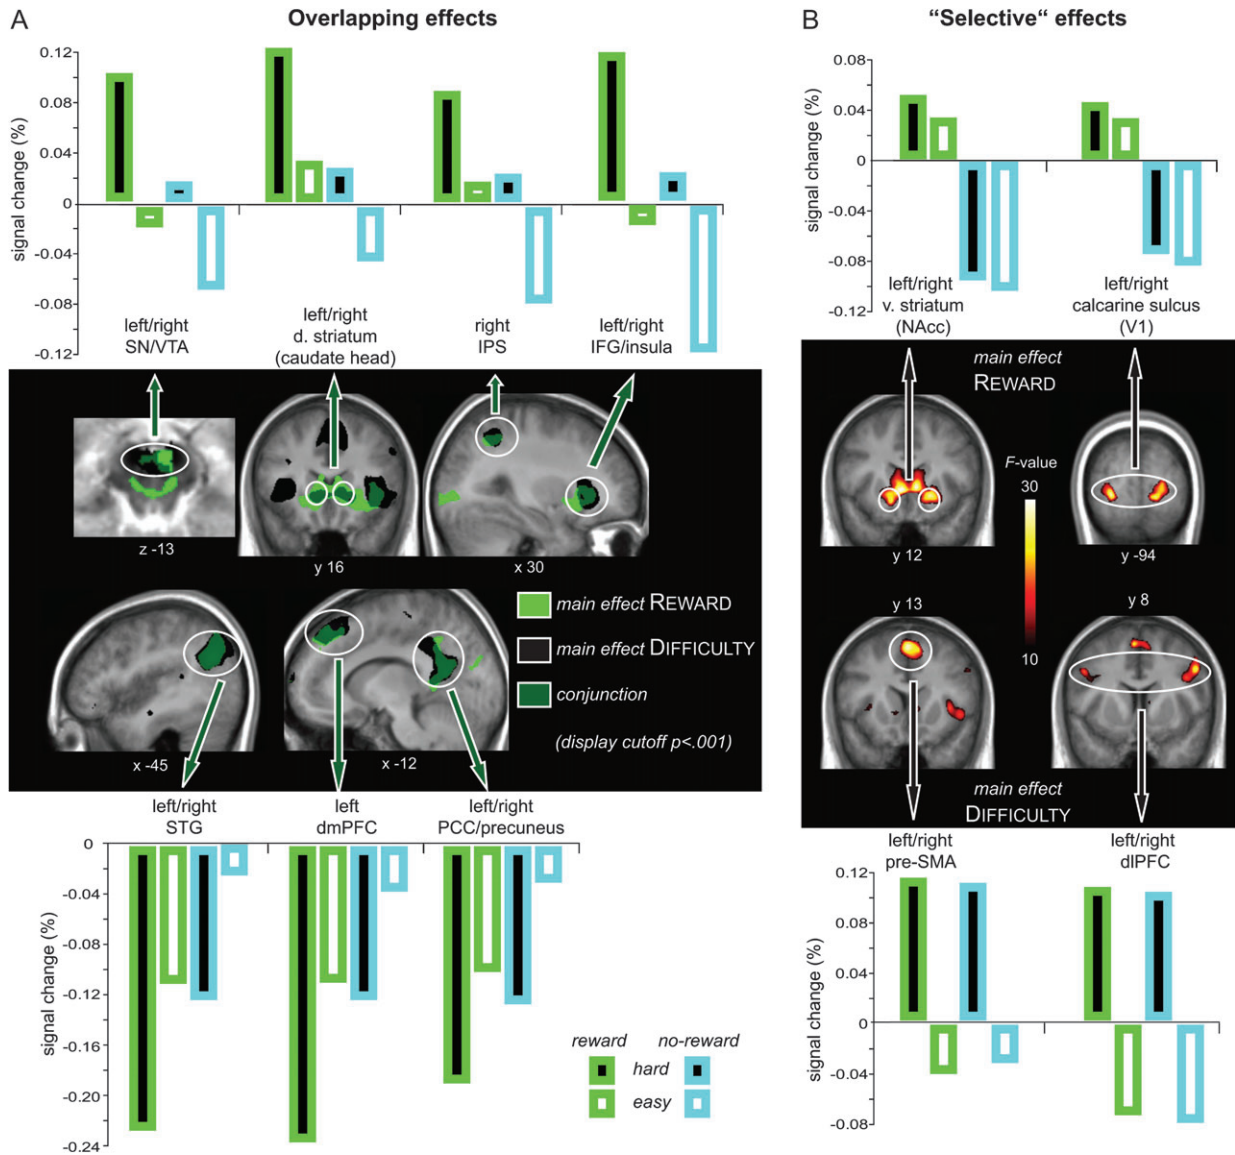 A
Overlapping effects
0.12
0.08
0.04
0
-0.04
-0.08
-0.12
signal change (%)
left/right
SN/VTA
left/right
d. striatum
(caudate head)
right
IPS
left/right
IFG/insula
z -13
y 16
x 30
main effect REWARD
main effect DIFFICULTY
conjunction
(display cutoff p<.001)
x -45
x -12
left/right
STG
left
dmPFC
left/right
PCC/precuneus
0
-0.04
-0.08
-0.12
-0.16
-0.20
-0.24
signal change (%)
reward no-reward
hard
easy
B
“Selective“ effects
0.08
0.04
0
-0.04
-0.08
-0.12
signal change (%)
left/right
v. striatum
(NAcc)
left/right
calcarine sulcus
(V1)
main effect
REWARD
F-value
30
10
y 12
y -94
y 13
y 8
main effect
DIFFICULTY
left/right
pre-SMA
left/right
dlPFC
0.12
0.08
0.04
0
-0.04
-0.08
signal change (%)